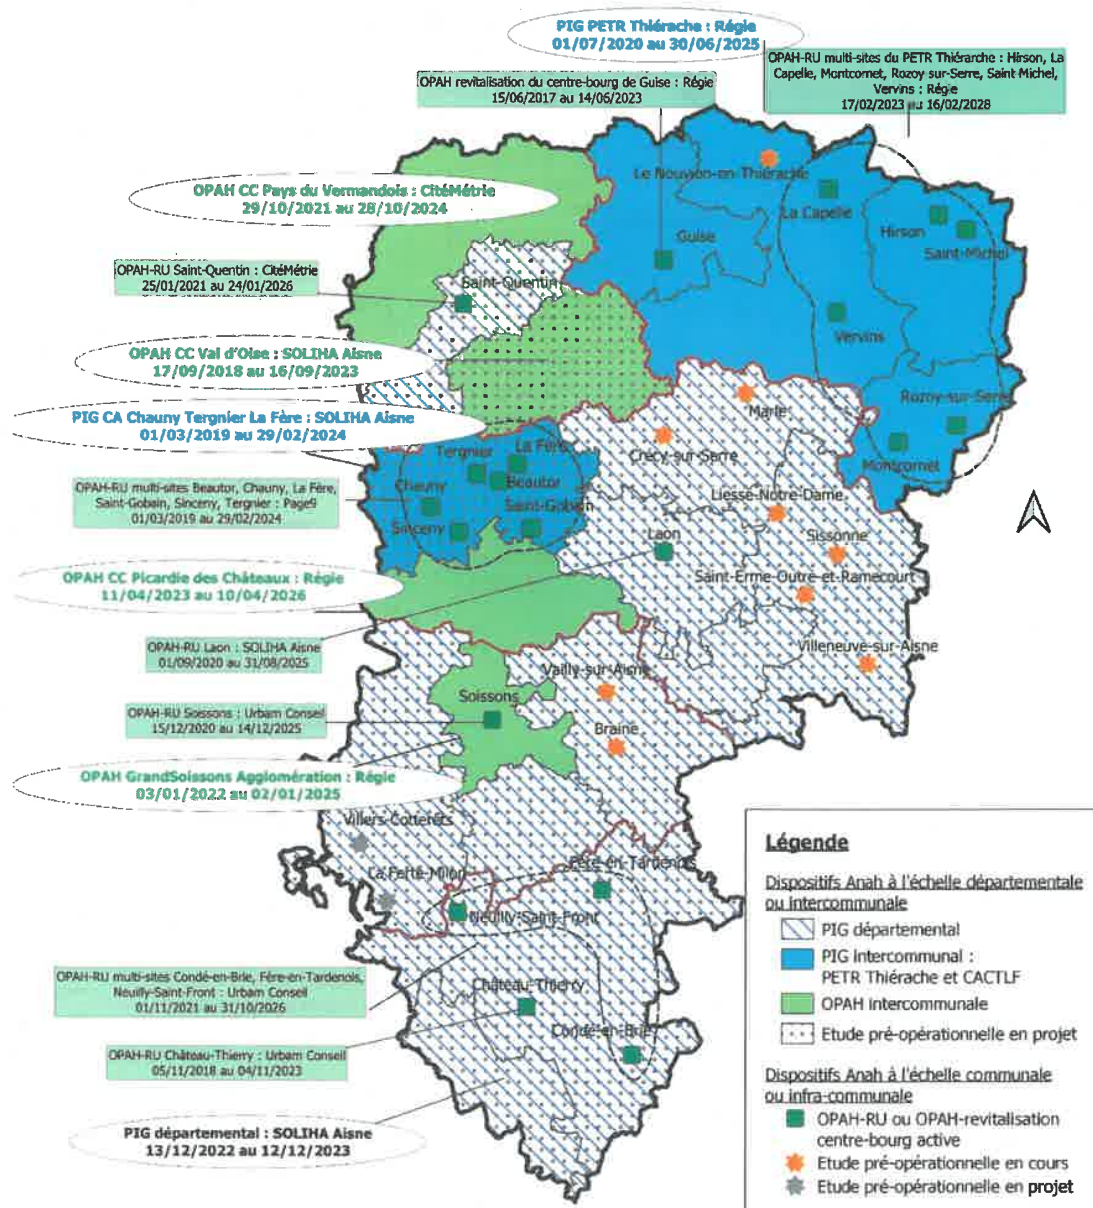 PIG PETR Thiérache : Régie
01/07/2020 au 30/06/2025
OPAH-RU multi-sites du PETR Thiérarche : Hirson, La
Capelle, Montcornet, Rozoy sur-Serre, Saint Michel,
Vervins : Régie
17/02/2023 au 16/02/2028
OPAH revitalisation du centre-bourg de Guise : Régie
15/06/2017 au 14/06/2023
Le Nouvion-en-Thiérache
La Capelle
Hirson
Saint-Michel
Guise
OPAH CC Pays du Vermandois : CitéMétrie
29/10/2021 au 28/10/2024
OPAH-RU Saint-Quentin : CitéMétrie
25/01/2021 au 24/01/2026
Saint-Quentin
Vervins
OPAH CC Val d'Oise : SOLIHA Aisne
17/09/2018 au 16/09/2023
Marle
Rozoy-sur-Serre
PIG CA Chauny Tergnier La Fère : SOLIHA Aisne
01/03/2019 au 29/02/2024
Crécy-sur-Serre
Montcornet
Tergnier
La Fère
Beautor
Chauny
Saint-Gobain
Sinceny
OPAH-RU multi-sites Beautor, Chauny, La Fère,
Saint-Gobain, Sinceny, Tergnier : Page9
01/03/2019 au 29/02/2024
Liesse-Notre-Dame
Laon
Sissonne
Saint-Erme-Outre-et-Ramecourt
OPAH CC Picardie des Châteaux : Régie
11/04/2023 au 10/04/2026
OPAH-RU Laon : SOLIHA Aisne
01/09/2020 au 31/08/2025
Villeneuve-sur-Aisne
Vailly-sur-Aisne
Soissons
OPAH-RU Soissons : Urbam Conseil
15/12/2020 au 14/12/2025
Braine
OPAH GrandSoissons Agglomération : Régie
03/01/2022 au 02/01/2025
Villers-Cotterêts
La Ferté-Milon
Fère-en-Tardenois
Neuilly-Saint-Front
OPAH-RU multi-sites Condé-en-Brie, Fère-en-Tardenois,
Neuilly-Saint-Front : Urbam Conseil
01/11/2021 au 31/10/2026
Château-Thierry
Condé-en-Brie
OPAH-RU Château-Thierry : Urbam Conseil
05/11/2018 au 04/11/2023
PIG départemental : SOLIHA Aisne
13/12/2022 au 12/12/2023
Légende
Dispositifs Anah à l'échelle départementale
ou intercommunale
PIG départemental
PIG intercommunal :
PETR Thiérache et CACTLF
OPAH intercommunale
Etude pré-opérationnelle en projet
Dispositifs Anah à l'échelle communale
ou infra-communale
OPAH-RU ou OPAH-revitalisation
centre-bourg active
Etude pré-opérationnelle en cours
Etude pré-opérationnelle en projet